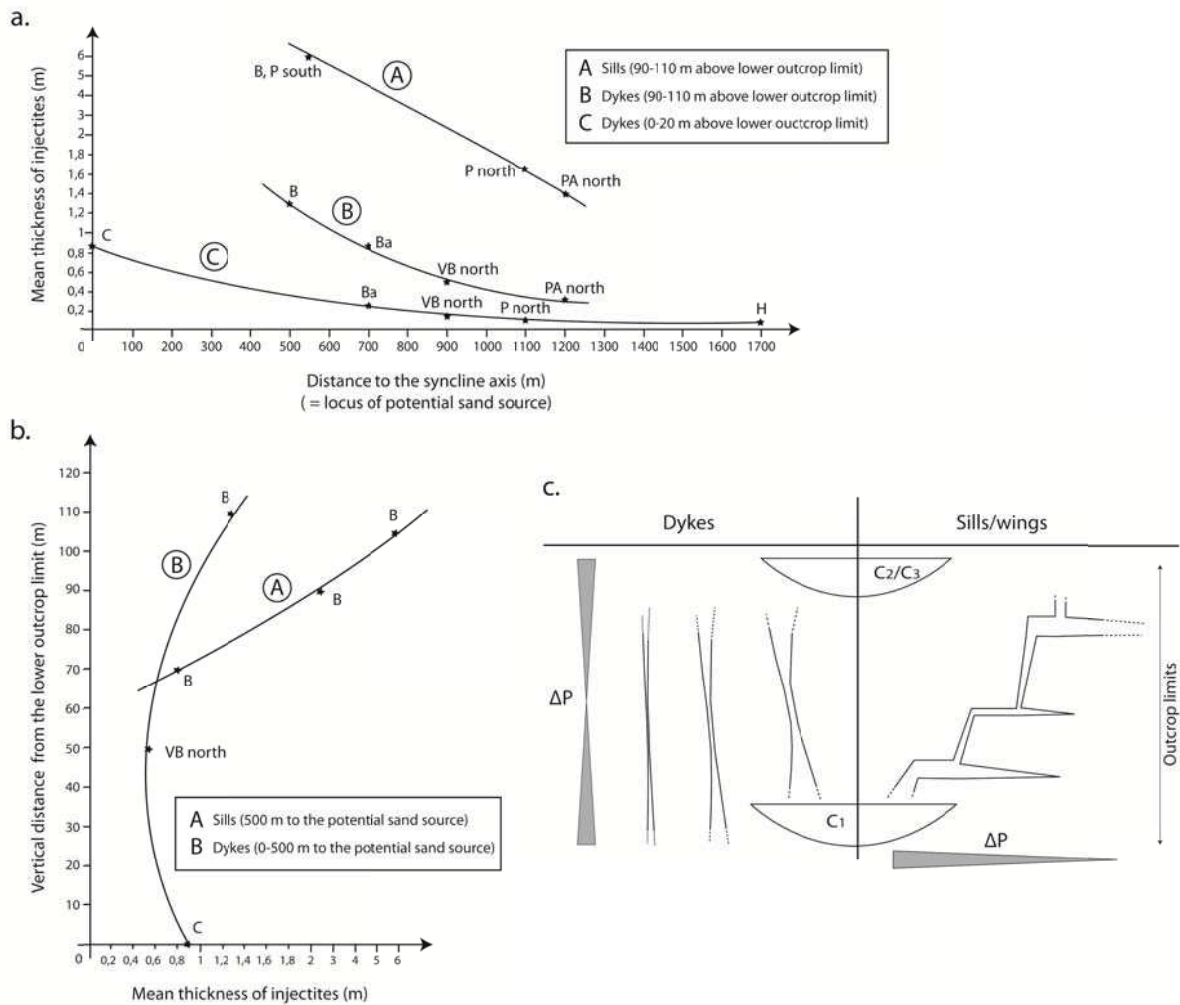 a.
Mean thickness of injectites (m)
6
5
4
3
2
1,8
1,6
1,4
1,2
1
0,8
0,6
0,4
0,2
B, P south
A
P north
PA north
B
B
Ba
VB north
PA north
C
C
Ba
VB north
P north
H
A Sills (90-110 m above lower outcrop limit)
B Dykes (90-110 m above lower outcrop limit)
C Dykes (0-20 m above lower ouctcrop limit)
0 100 200 300 400 500 600 700 800 900 1000 1100 1200 1300 1400 1500 1600 1700
Distance to the syncline axis (m)
( = locus of potential sand source)
b.
Vertical distance from the lower outcrop limit (m)
120
110
100
90
80
70
60
50
40
30
20
10
B
B
B
A
B
B
VB north
C
A Sills (500 m to the potential sand source)
B Dykes (0-500 m to the potential sand source)
0 0,2 0,4 0,6 0,8 1 1,2 1,4 1,6 1,8 2 3 4 5 6
Mean thickness of injectites (m)
c.
Dykes
Sills/wings
C2/C3
ΔP
C1
ΔP
Outcrop limits